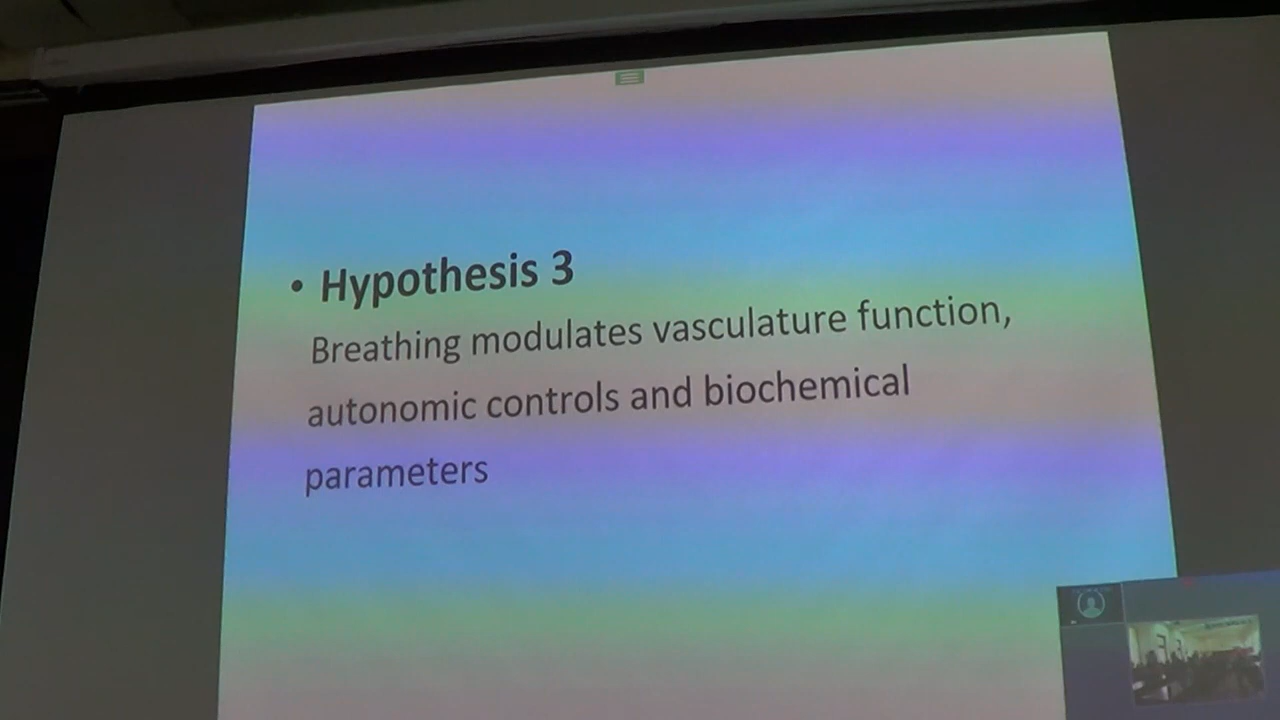 • Hypothesis 3
Breathing modulates vasculature function,
autonomic controls and biochemical
parameters